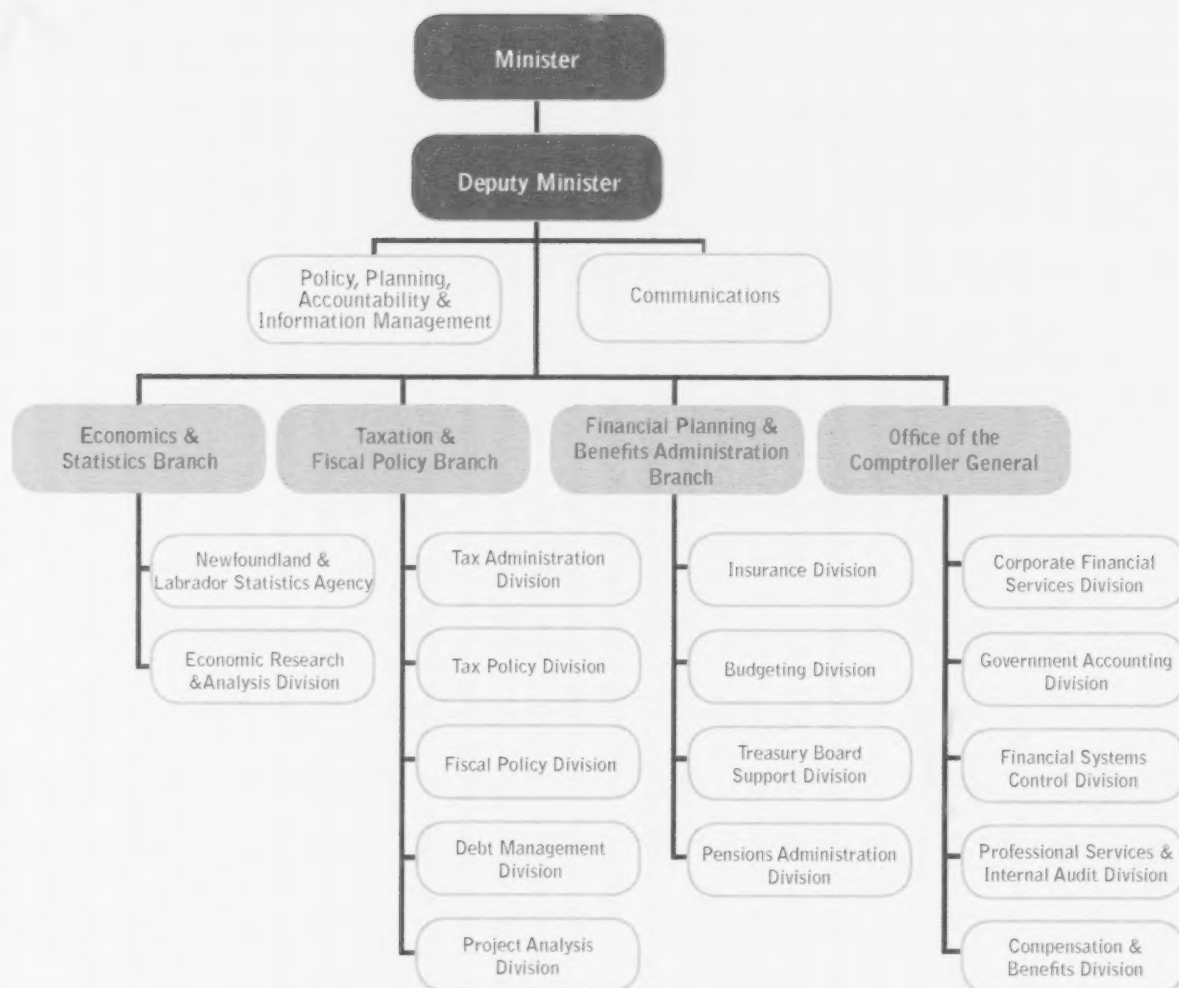 Minister
Deputy Minister
Policy, Planning,
Accountability &
Information Management
Communications
Economics &
Statistics Branch
Taxation &
Fiscal Policy Branch
Financial Planning &
Benefits Administration
Branch
Office of the
Comptroller General
Newfoundland &
Labrador Statistics Agency
Economic Research
&Analysis Division
Tax Administration
Division
Tax Policy Division
Fiscal Policy Division
Debt Management
Division
Project Analysis
Division
Insurance Division
Budgeting Division
Treasury Board
Support Division
Pensions Administration
Division
Corporate Financial
Services Division
Government Accounting
Division
Financial Systems
Control Division
Professional Services &
Internal Audit Division
Compensation &
Benefits Division